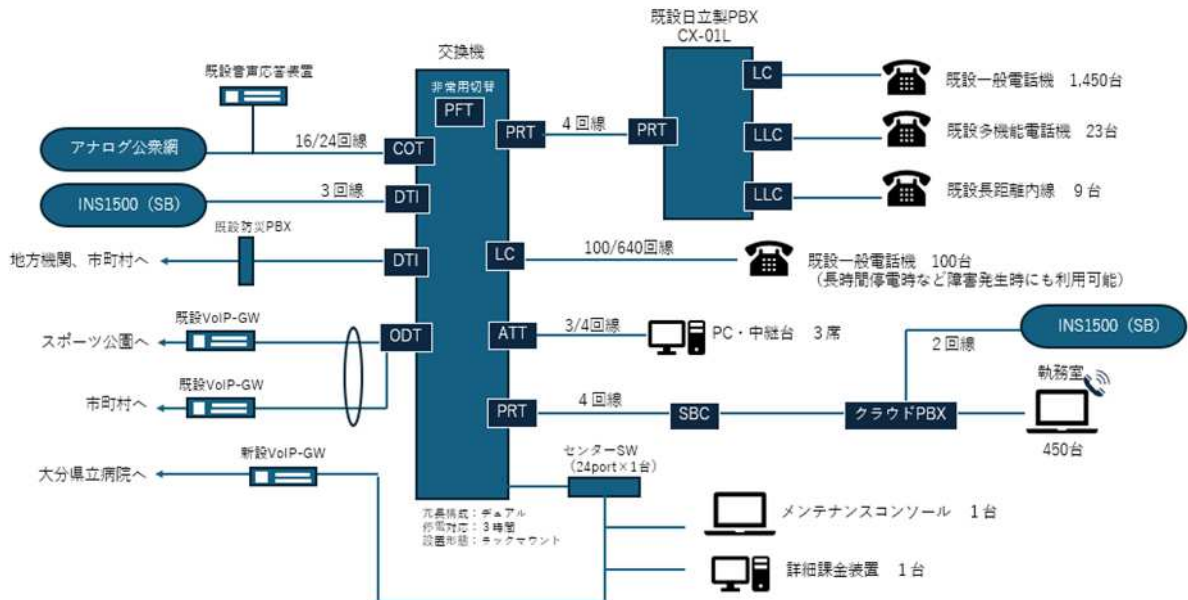 既設日立製PBX
CX-01L
交換機
既設音声応答装置
非常用切替
PFT
LC
既設一般電話機 1,450台
PRT
4回線
PRT
LLC
既設多機能電話機 23台
アナログ公衆網
16/24回線
COT
LLC
既設長距離内線 9台
INS1500（SB）
3回線
DTI
既設防災PBX
地方機関、市町村へ
DTI
LC
100/640回線
既設一般電話機 100台
（長時間停電時など障害発生時にも利用可能）
既設VoIP-GW
スポーツ公園へ
ODT
ATT
3/4回線
PC・中継台 3席
INS1500（SB）
2回線
既設VoIP-GW
市町村へ
PRT
4回線
SBC
クラウドPBX
執務室
450台
新設VoIP-GW
大分県立病院へ
センターSW
（24port×1台）
冗長構成：デュアル
停電対応：3時間
設置形態：ラックマウント
メンテナンスコンソール 1台
詳細課金装置 1台